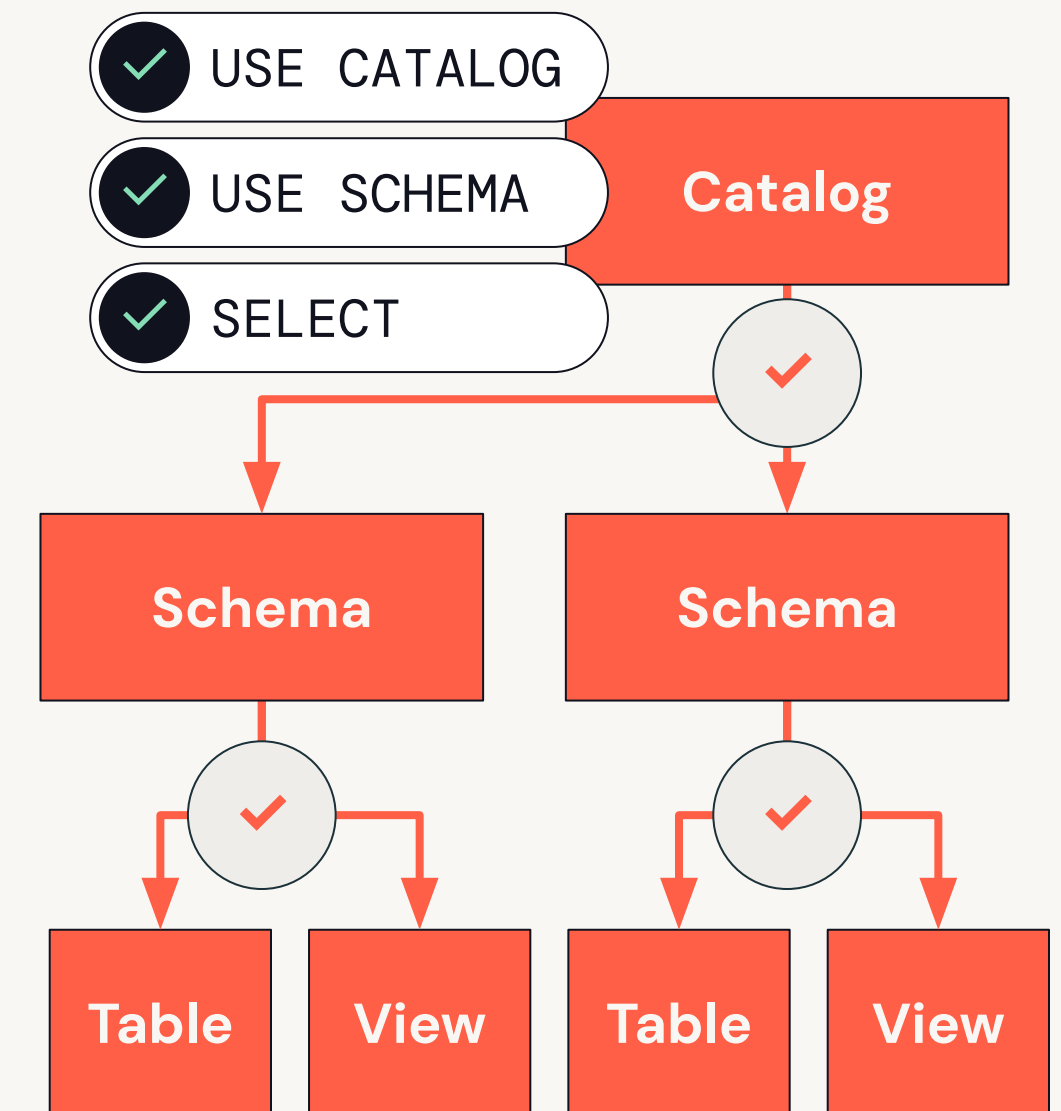 USE CATALOG
USE SCHEMA
SELECT
Catalog
Schema
Schema
Table
View
Table
View